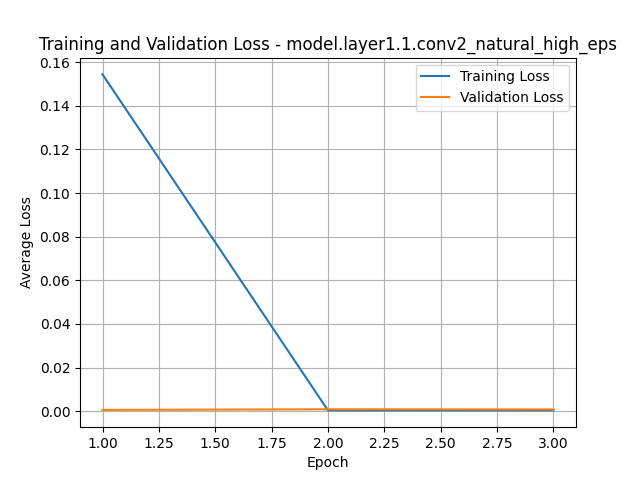 Training and Validation Loss - model.layer1.1.conv2_natural_high_eps
Training Loss
Validation Loss
Average Loss
0.16
0.14
0.12
0.10
0.08
0.06
0.04
0.02
0.00
1.00 1.25 1.50 1.75 2.00 2.25 2.50 2.75 3.00
Epoch